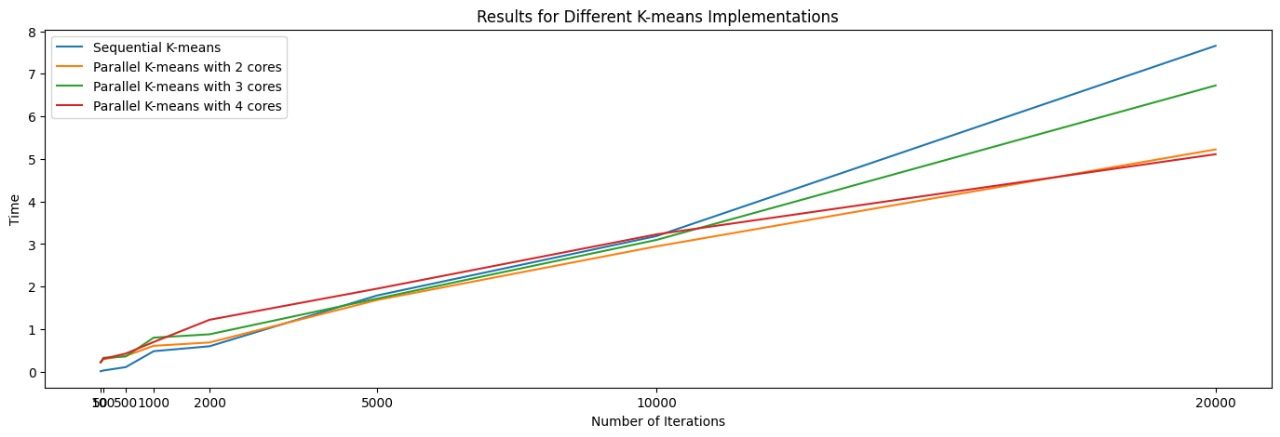 Results for Different K-means Implementations
8
7
6
5
4
3
2
1
0
Time
Sequential K-means
Parallel K-means with 2 cores
Parallel K-means with 3 cores
Parallel K-means with 4 cores
500 1000 2000 5000 10000 20000
Number of Iterations